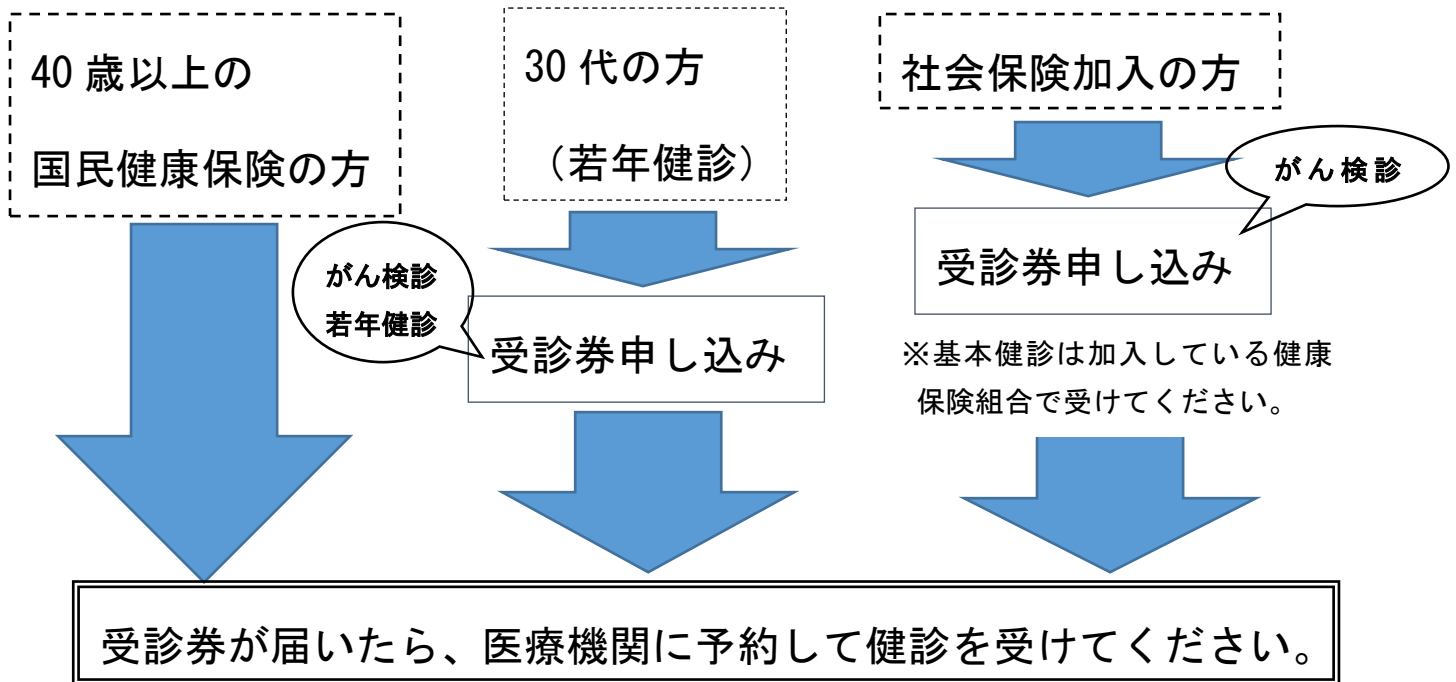 40 歳以上の
国民健康保険の方
30 代の方
（若年健診）
社会保険加入の方
がん検診
受診券申し込み
がん検診
若年健診
受診券申し込み
※基本健診は加入している健康
保険組合で受けてください。
受診券が届いたら、医療機関に予約して健診を受けてください。